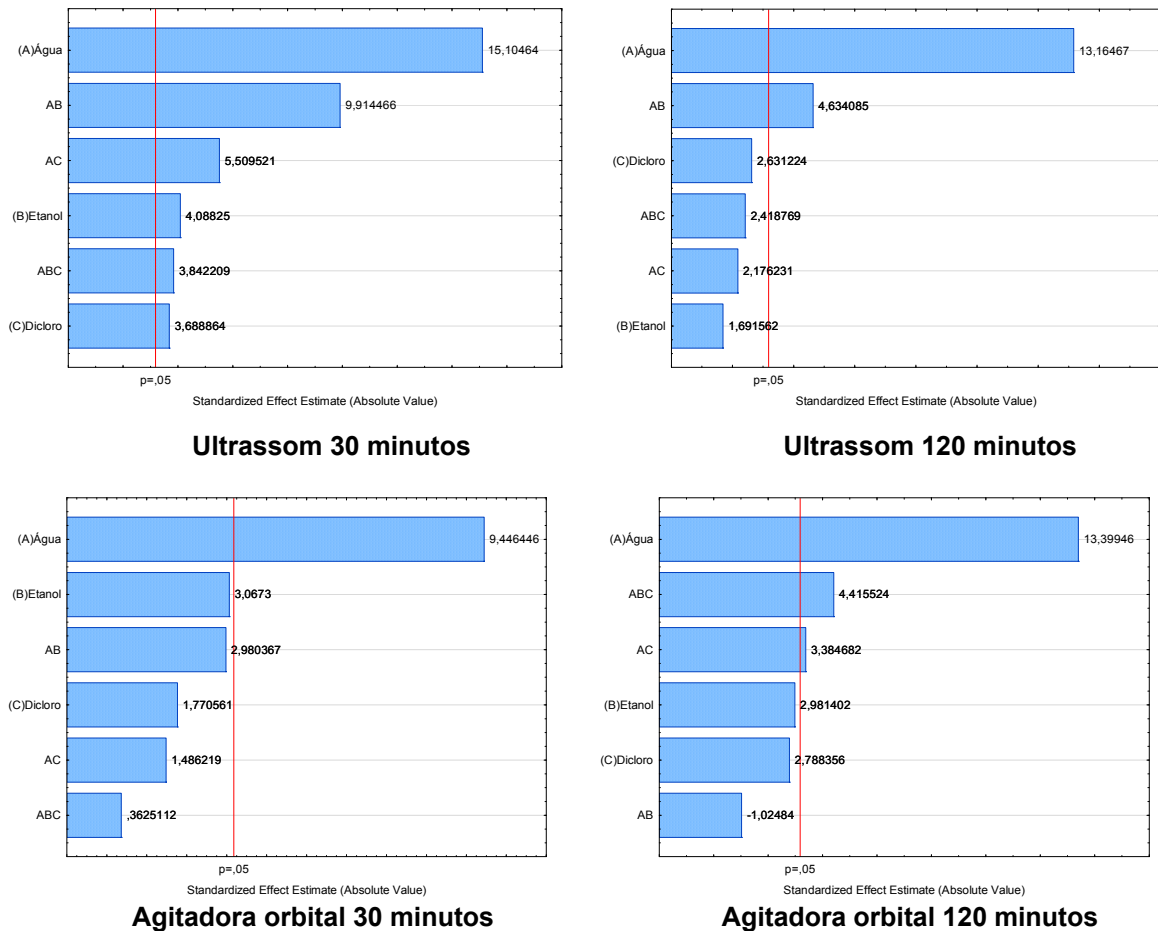 (A)Água
15,10464
AB
9,914466
AC
5,509521
(B)Etanol
4,08825
ABC
3,842209
(C)Dicloro
3,688864
p=,05
Standardized Effect Estimate (Absolute Value)
Ultrassom 30 minutos
(A)Água
13,16467
AB
4,634085
(C)Dicloro
2,631224
ABC
2,418769
AC
2,176231
(B)Etanol
1,691562
p=,05
Standardized Effect Estimate (Absolute Value)
Ultrassom 120 minutos
(A)Água
9,446446
(B)Etanol
3,0673
AB
2,980367
(C)Dicloro
1,770561
AC
1,486219
ABC
,3625112
p=,05
Standardized Effect Estimate (Absolute Value)
Agitadora orbital 30 minutos
(A)Água
13,39946
ABC
4,415524
AC
3,384682
(B)Etanol
2,981402
(C)Dicloro
2,788356
AB
-1,02484
p=,05
Standardized Effect Estimate (Absolute Value)
Agitadora orbital 120 minutos